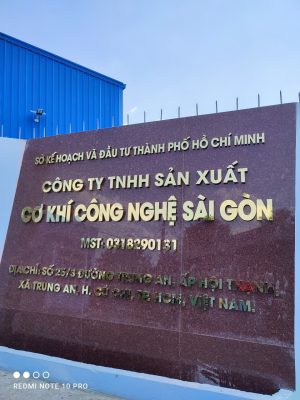 SỞ KẾ HOẠCH VÀ ĐẦU TƯ THÀNH PHỐ HỒ CHÍ MINH
CÔNG TY TNHH SẢN XUẤT
CƠ KHÍ CÔNG NGHỆ SÀI GÒN
MST: 0318290131
ĐỊA CHỈ: SỐ 25/3 ĐƯỜNG TRUNG AN, ẤP HỘI THẠNH,
XÃ TRUNG AN, H. CỦ CHI, TP. HCM, VIỆT NAM.
REDMI NOTE 10 PRO